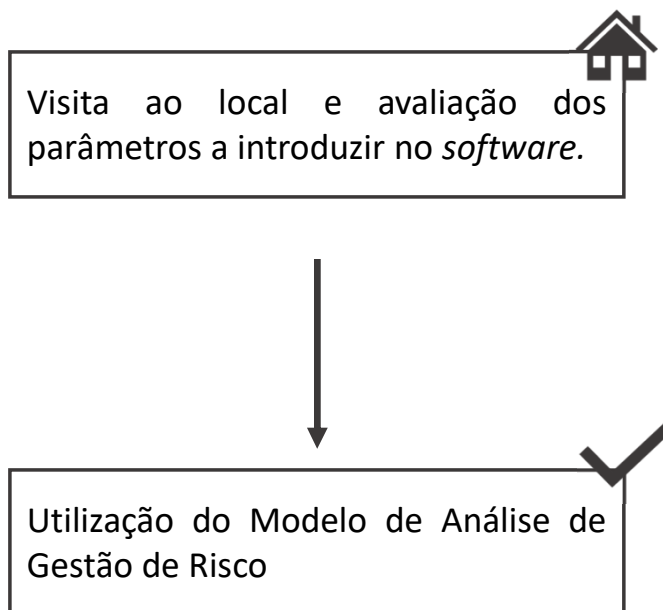 Visita ao local e avaliação dos
parâmetros a introduzir no software.
Utilização do Modelo de Análise de
Gestão de Risco